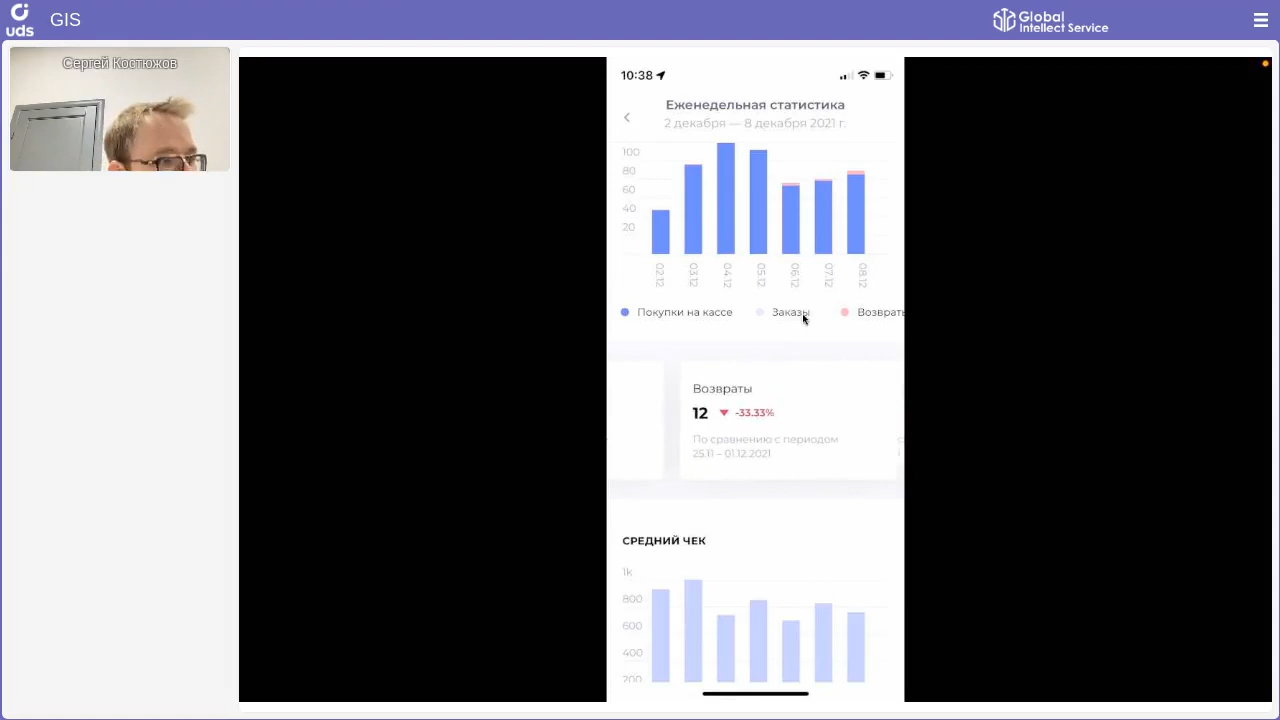 uds
GIS
Global
Intellect Service
Сергей Костюков
10:38
Еженедельная статистика
2 декабря — 8 декабря 2021 г.
100
80
60
40
20
02.12
03.12
04.12
05.12
06.12
07.12
08.12
Покупки на кассе
Заказы
Возвраты
Возвраты
12
-33.33%
По сравнению с периодом
25.11 – 01.12.2021
СРЕДНИЙ ЧЕК
1k
800
600
400
200